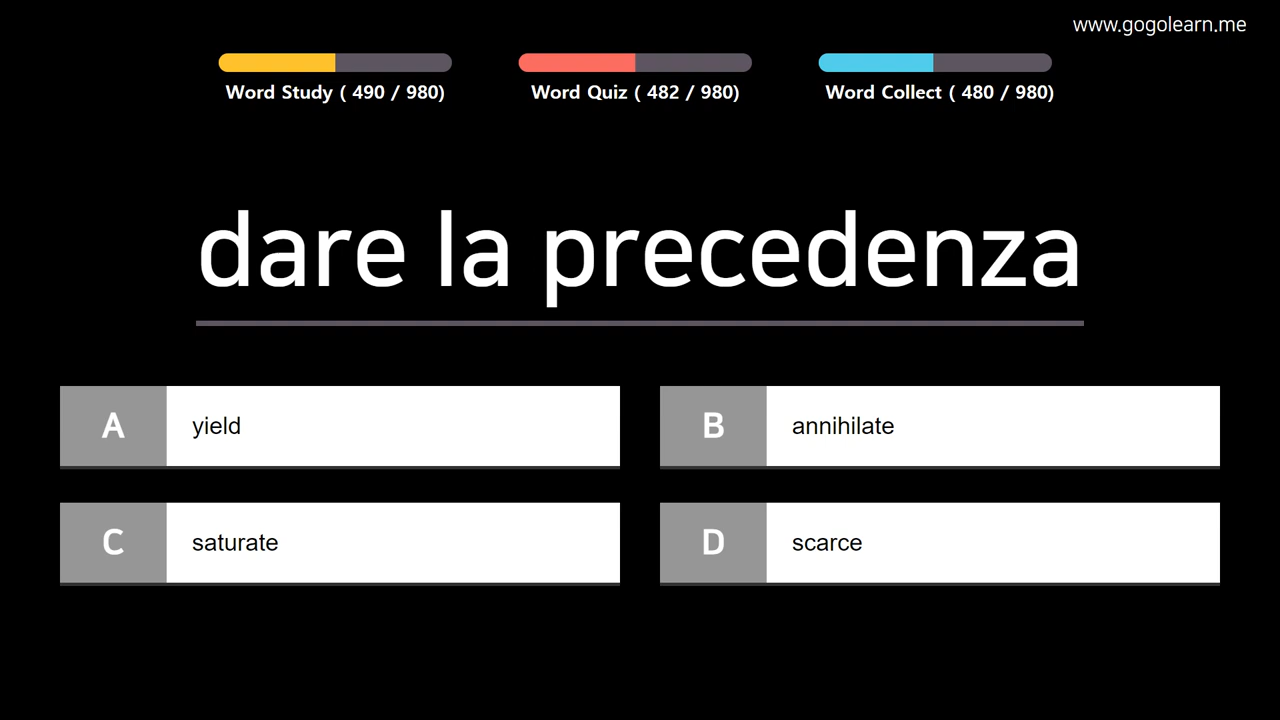 www.gogolearn.me
Word Study ( 490 / 980)
Word Quiz ( 482 / 980)
Word Collect ( 480 / 980)
dare la precedenza
A yield
B annihilate
C saturate
D scarce